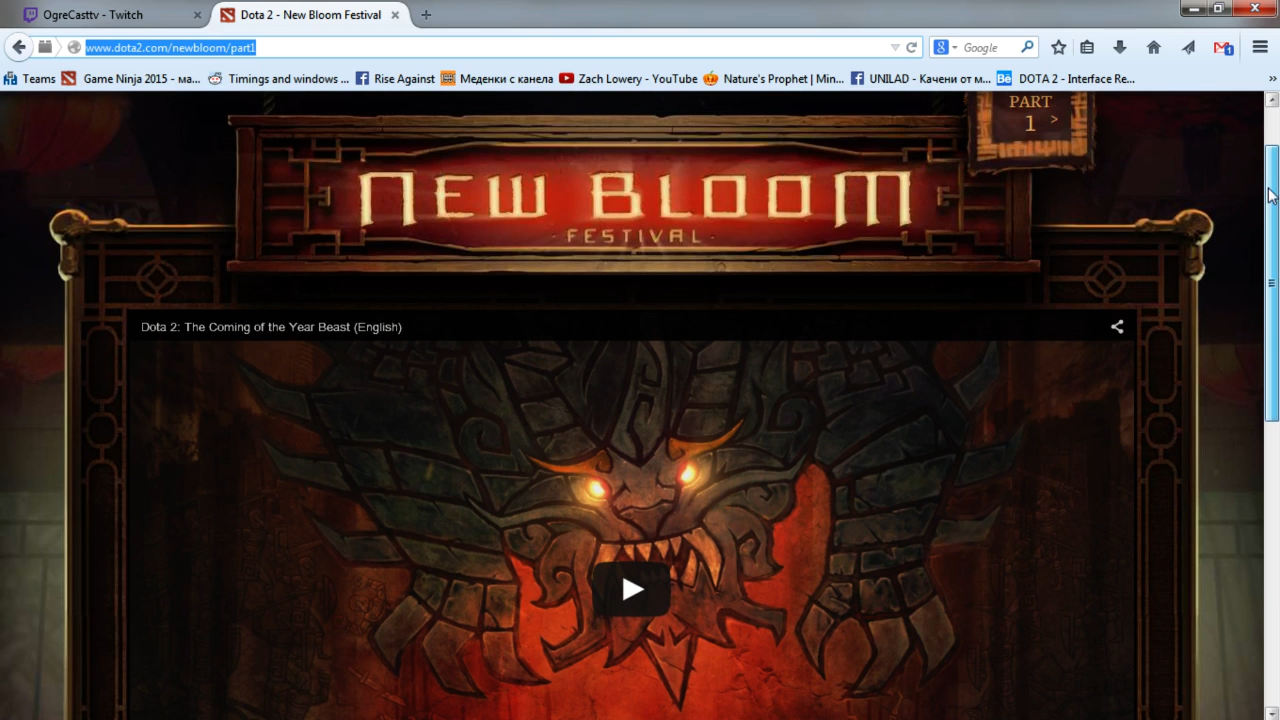 OgreCasttv - Twitch
Dota 2 - New Bloom Festival
www.dota2.com/newbloom/part1
Google
1
Teams
Game Ninja 2015 - ма...
Timings and windows ...
Rise Against
Меденки с канела
Zach Lowery - YouTube
Nature's Prophet | Min...
UNILAD - Качени от м...
Bē DOTA 2 - Interface Re...
PART
1 >
NEW BLOOM
FESTIVAL
Dota 2: The Coming of the Year Beast (English)